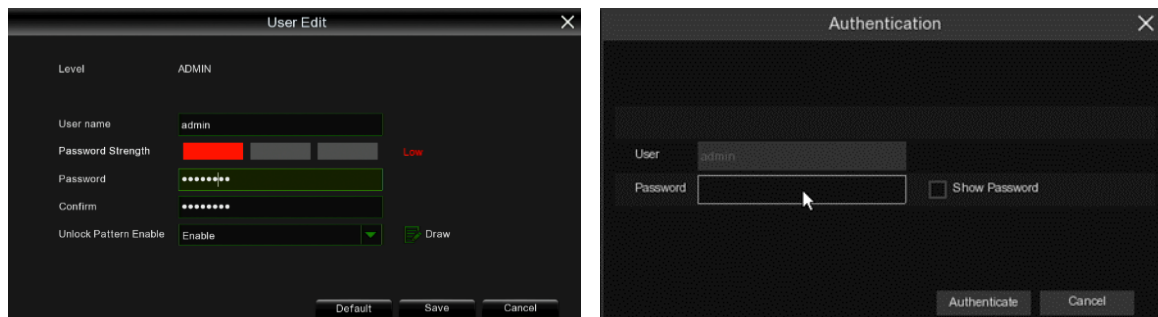 User Edit
Level ADMIN
User name admin
Password Strength Low
Password ••••••••
Confirm ••••••••
Unlock Pattern Enable Enable Draw
Default Save Cancel
Authentication
User admin
Password Show Password
Authenticate Cancel